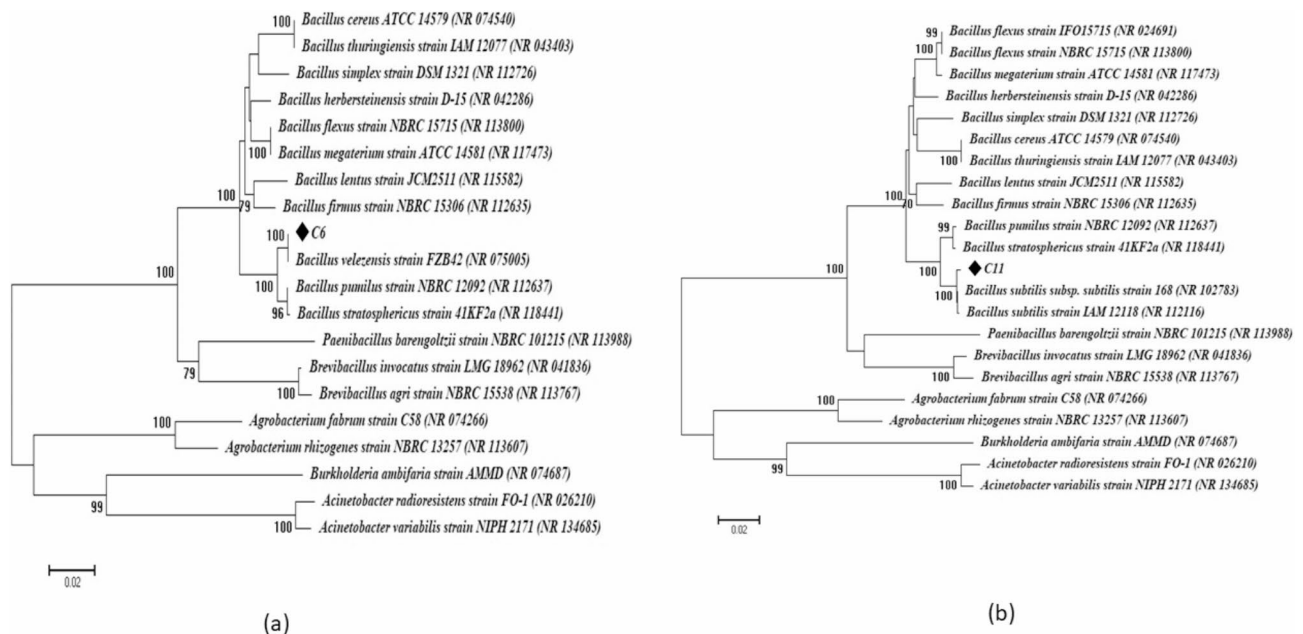 100
Bacillus cereus ATCC 14579 (NR 074540)
Bacillus thuringiensis strain IAM 12077 (NR 043403)
Bacillus simplex strain DSM 1321 (NR 112726)
Bacillus herbersteinensis strain D-15 (NR 042286)
Bacillus flexus strain NBRC 15715 (NR 113800)
100
Bacillus megaterium strain ATCC 14581 (NR 117473)
Bacillus lentus strain JCM2511 (NR 115582)
100
79
Bacillus firmus strain NBRC 15306 (NR 112635)
100
C6
Bacillus velezensis strain FZB42 (NR 075005)
100
100
Bacillus pumilus strain NBRC 12092 (NR 112637)
96
Bacillus stratosphericus strain 41KF2a (NR 118441)
Paenibacillus barengoltzii strain NBRC 101215 (NR 113988)
79
Brevibacillus invocatus strain LMG 18962 (NR 041836)
100
Brevibacillus agri strain NBRC 15538 (NR 113767)
100
Agrobacterium fabrum strain C58 (NR 074266)
Agrobacterium rhizogenes strain NBRC 13257 (NR 113607)
Burkholderia ambifaria strain AMMD (NR 074687)
99
Acinetobacter radioresistens strain FO-1 (NR 026210)
100
Acinetobacter variabilis strain NIPH 2171 (NR 134685)
0.02
(a)
99
Bacillus flexus strain IFO15715 (NR 024691)
100
Bacillus flexus strain NBRC 15715 (NR 113800)
Bacillus megaterium strain ATCC 14581 (NR 117473)
Bacillus herbersteinensis strain D-15 (NR 042286)
Bacillus simplex strain DSM 1321 (NR 112726)
Bacillus cereus ATCC 14579 (NR 074540)
100
Bacillus thuringiensis strain IAM 12077 (NR 043403)
Bacillus lentus strain JCM2511 (NR 115582)
100
70
Bacillus firmus strain NBRC 15306 (NR 112635)
99
Bacillus pumilus strain NBRC 12092 (NR 112637)
Bacillus stratosphericus strain 41KF2a (NR 118441)
100
100
C11
100
Bacillus subtilis subsp. subtilis strain 168 (NR 102783)
Bacillus subtilis strain IAM 12118 (NR 112116)
Paenibacillus barengoltzii strain NBRC 101215 (NR 113988)
Brevibacillus invocatus strain LMG 18962 (NR 041836)
100
Brevibacillus agri strain NBRC 15538 (NR 113767)
100
Agrobacterium fabrum strain C58 (NR 074266)
Agrobacterium rhizogenes strain NBRC 13257 (NR 113607)
Burkholderia ambifaria strain AMMD (NR 074687)
99
Acinetobacter radioresistens strain FO-1 (NR 026210)
100
Acinetobacter variabilis strain NIPH 2171 (NR 134685)
0.02
(b)